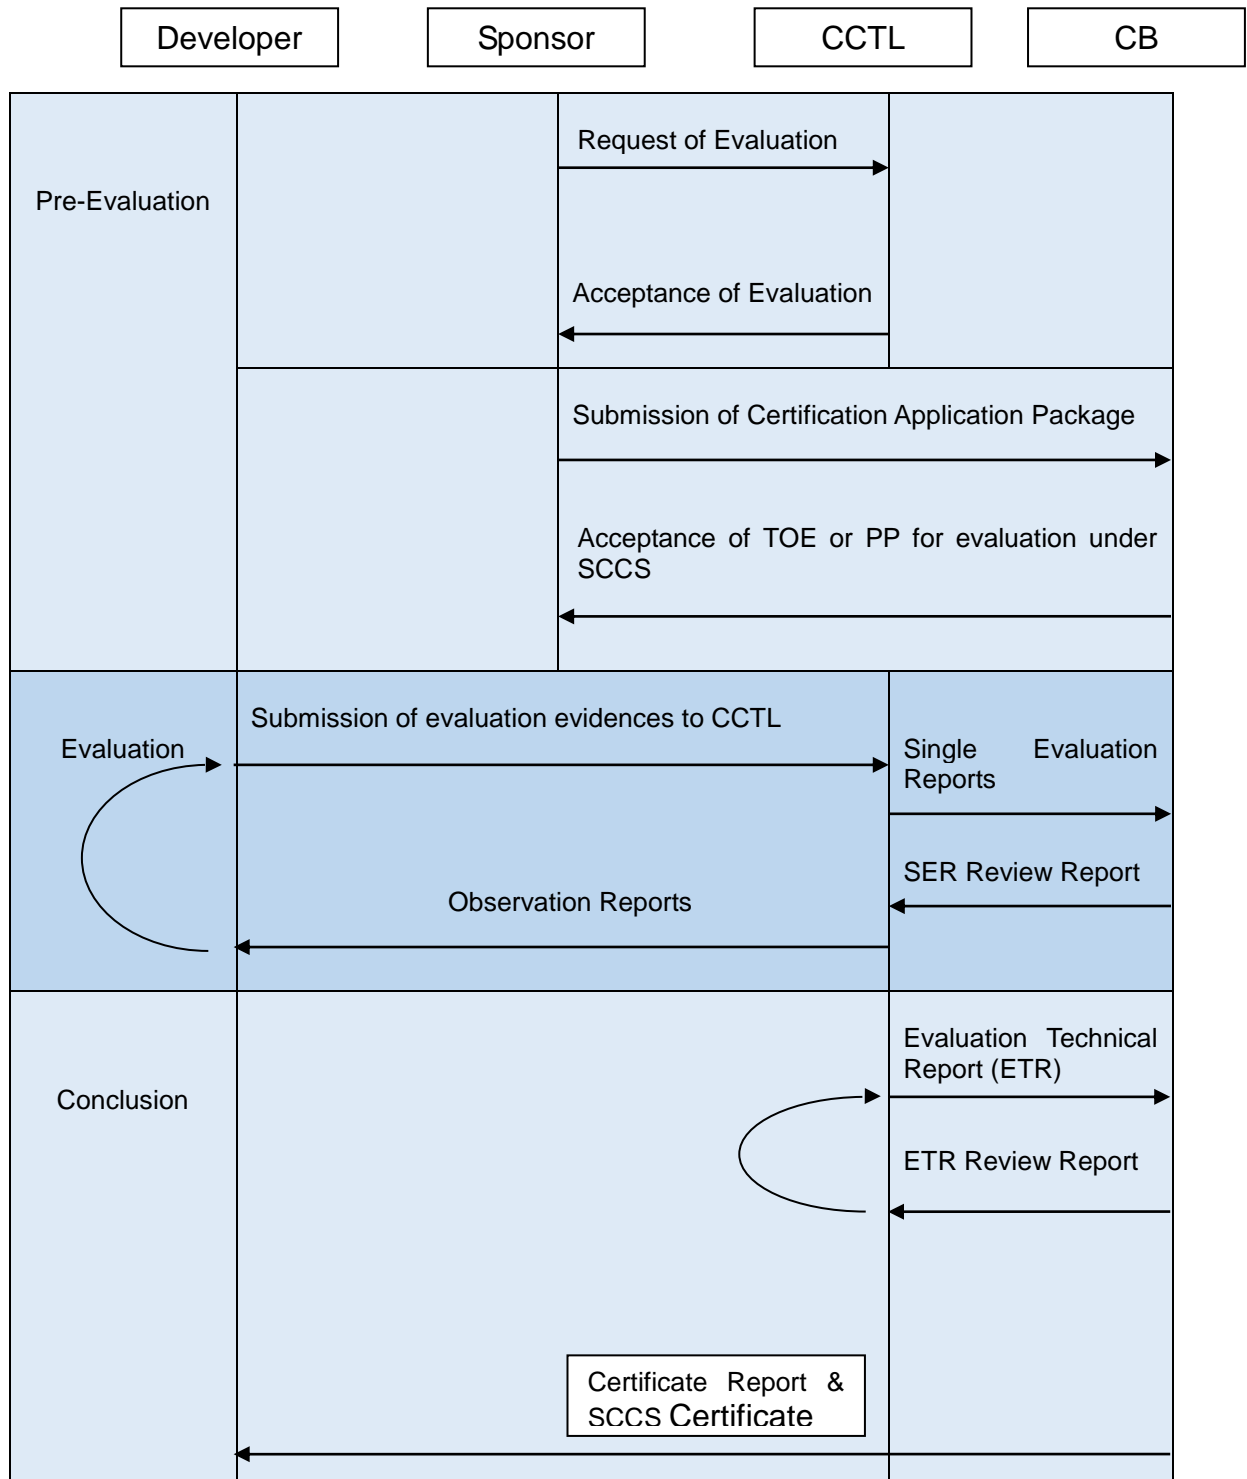 Developer
Sponsor
CCTL
CB
Pre-Evaluation
Request of Evaluation
Acceptance of Evaluation
Submission of Certification Application Package
Acceptance of TOE or PP for evaluation under
SCCS
Evaluation
Submission of evaluation evidences to CCTL
Single Evaluation
Reports
SER Review Report
Observation Reports
Conclusion
Evaluation Technical
Report (ETR)
ETR Review Report
Certificate Report &
SCCS Certificate